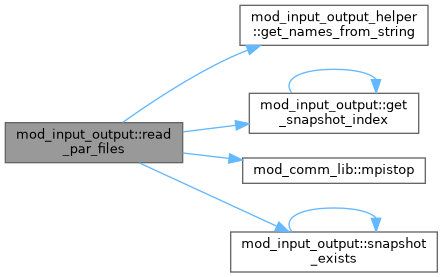 mod_input_output::read
_par_files
mod_input_output_helper
::get_names_from_string
mod_input_output::get
_snapshot_index
mod_comm_lib::mpistop
mod_input_output::snapshot
_exists